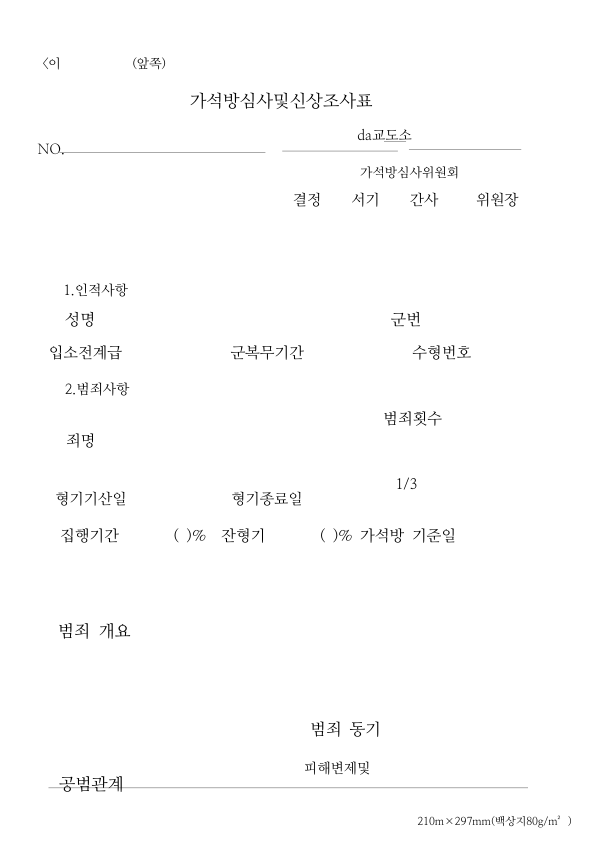 〈이 (앞쪽)
가석방심사및신상조사표
da교도소
NO.
가석방심사위원회
결정 서기 간사 위원장
1.인적사항
성명 군번
입소전계급 군복무기간 수형번호
2.범죄사항
범죄횟수
죄명
1/3
형기기산일 형기종료일
집행기간 ( )% 잔형기 ( )% 가석방 기준일
범죄 개요
범죄 동기
피해변제및
공범관계
210m×297mm(백상지80g/m² )